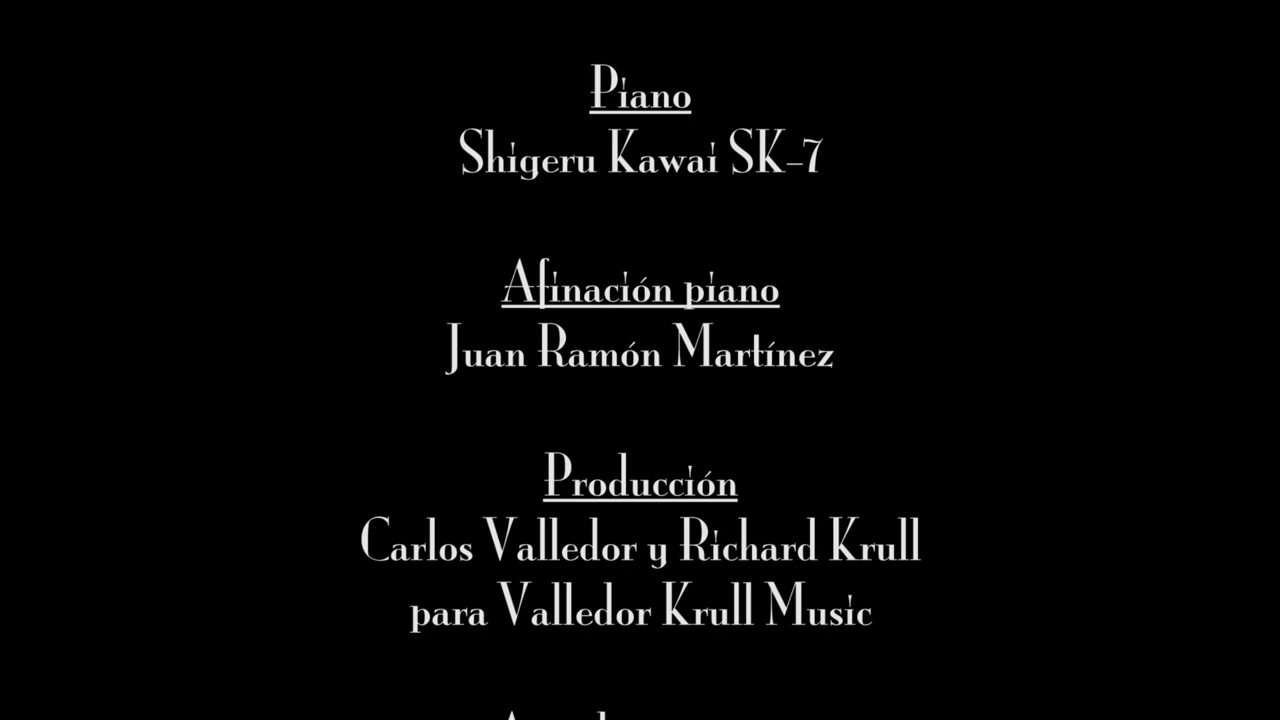 Piano
Shigeru Kawai SK-7
Afinación piano
Juan Ramón Martínez
Producción
Carlos Valledor y Richard Krull
para Valledor Krull Music